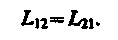 L₁₂ = L₂₁.